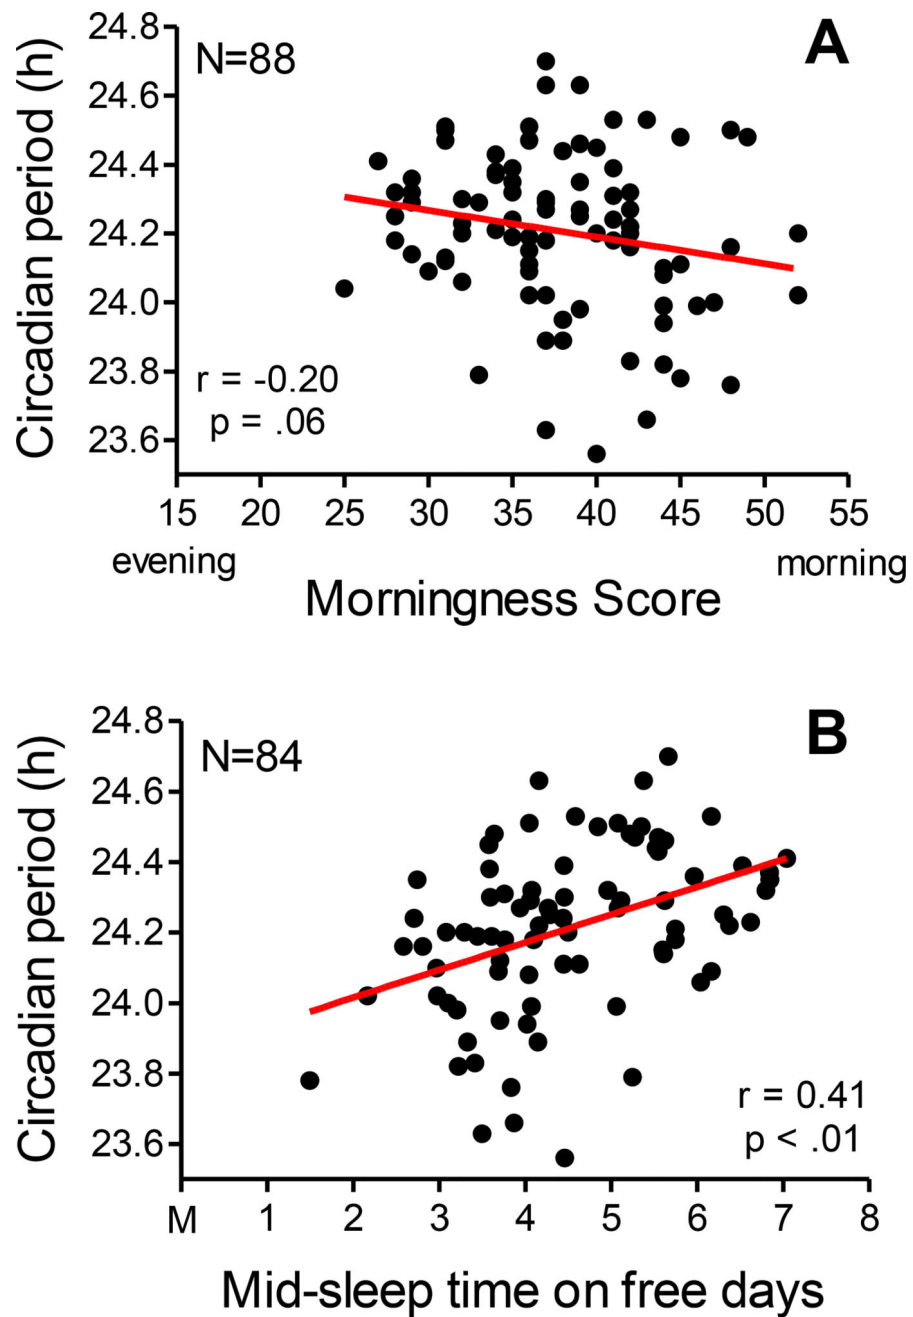 A
N=88
Circadian period (h)
24.8
24.6
24.4
24.2
24.0
23.8
23.6
r = -0.20
p = .06
15 20 25 30 35 40 45 50 55
evening
morning
Morningness Score
B
N=84
Circadian period (h)
24.8
24.6
24.4
24.2
24.0
23.8
23.6
r = 0.41
p < .01
M 1 2 3 4 5 6 7 8
Mid-sleep time on free days